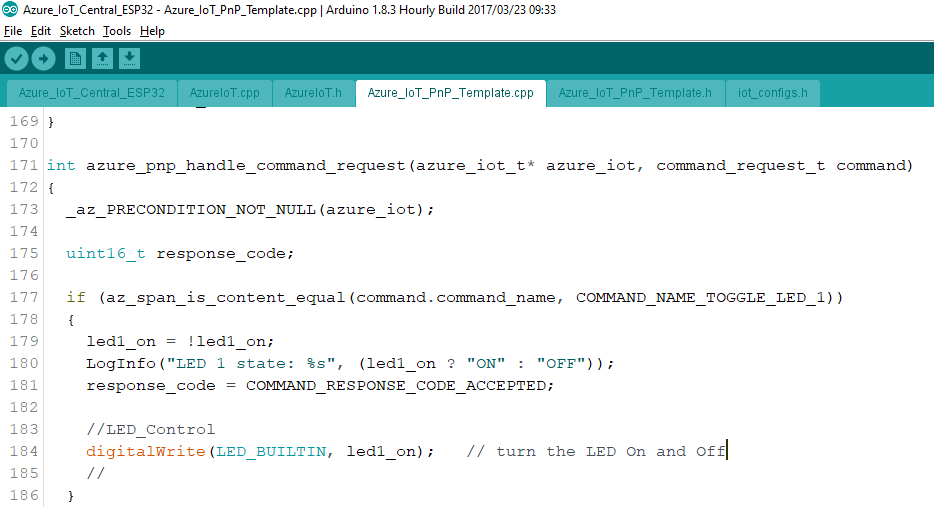 Azure_IoT_Central_ESP32 - Azure_IoT_PnP_Template.cpp | Arduino 1.8.3 Hourly Build 2017/03/23 09:33
File Edit Sketch Tools Help
Azure_IoT_Central_ESP32 AzureIoT.cpp AzureIoT.h Azure_IoT_PnP_Template.cpp Azure_IoT_PnP_Template.h iot_configs.h
169 }
170
171 int azure_pnp_handle_command_request(azure_iot_t* azure_iot, command_request_t command)
172 {
173   _az_PRECONDITION_NOT_NULL(azure_iot);
174
175   uint16_t response_code;
176
177   if (az_span_is_content_equal(command.command_name, COMMAND_NAME_TOGGLE_LED_1))
178   {
179     led1_on = !led1_on;
180     LogInfo("LED 1 state: %s", (led1_on ? "ON" : "OFF"));
181     response_code = COMMAND_RESPONSE_CODE_ACCEPTED;
182
183     //LED_Control
184     digitalWrite(LED_BUILTIN, led1_on);   // turn the LED On and Off
185     //
186   }